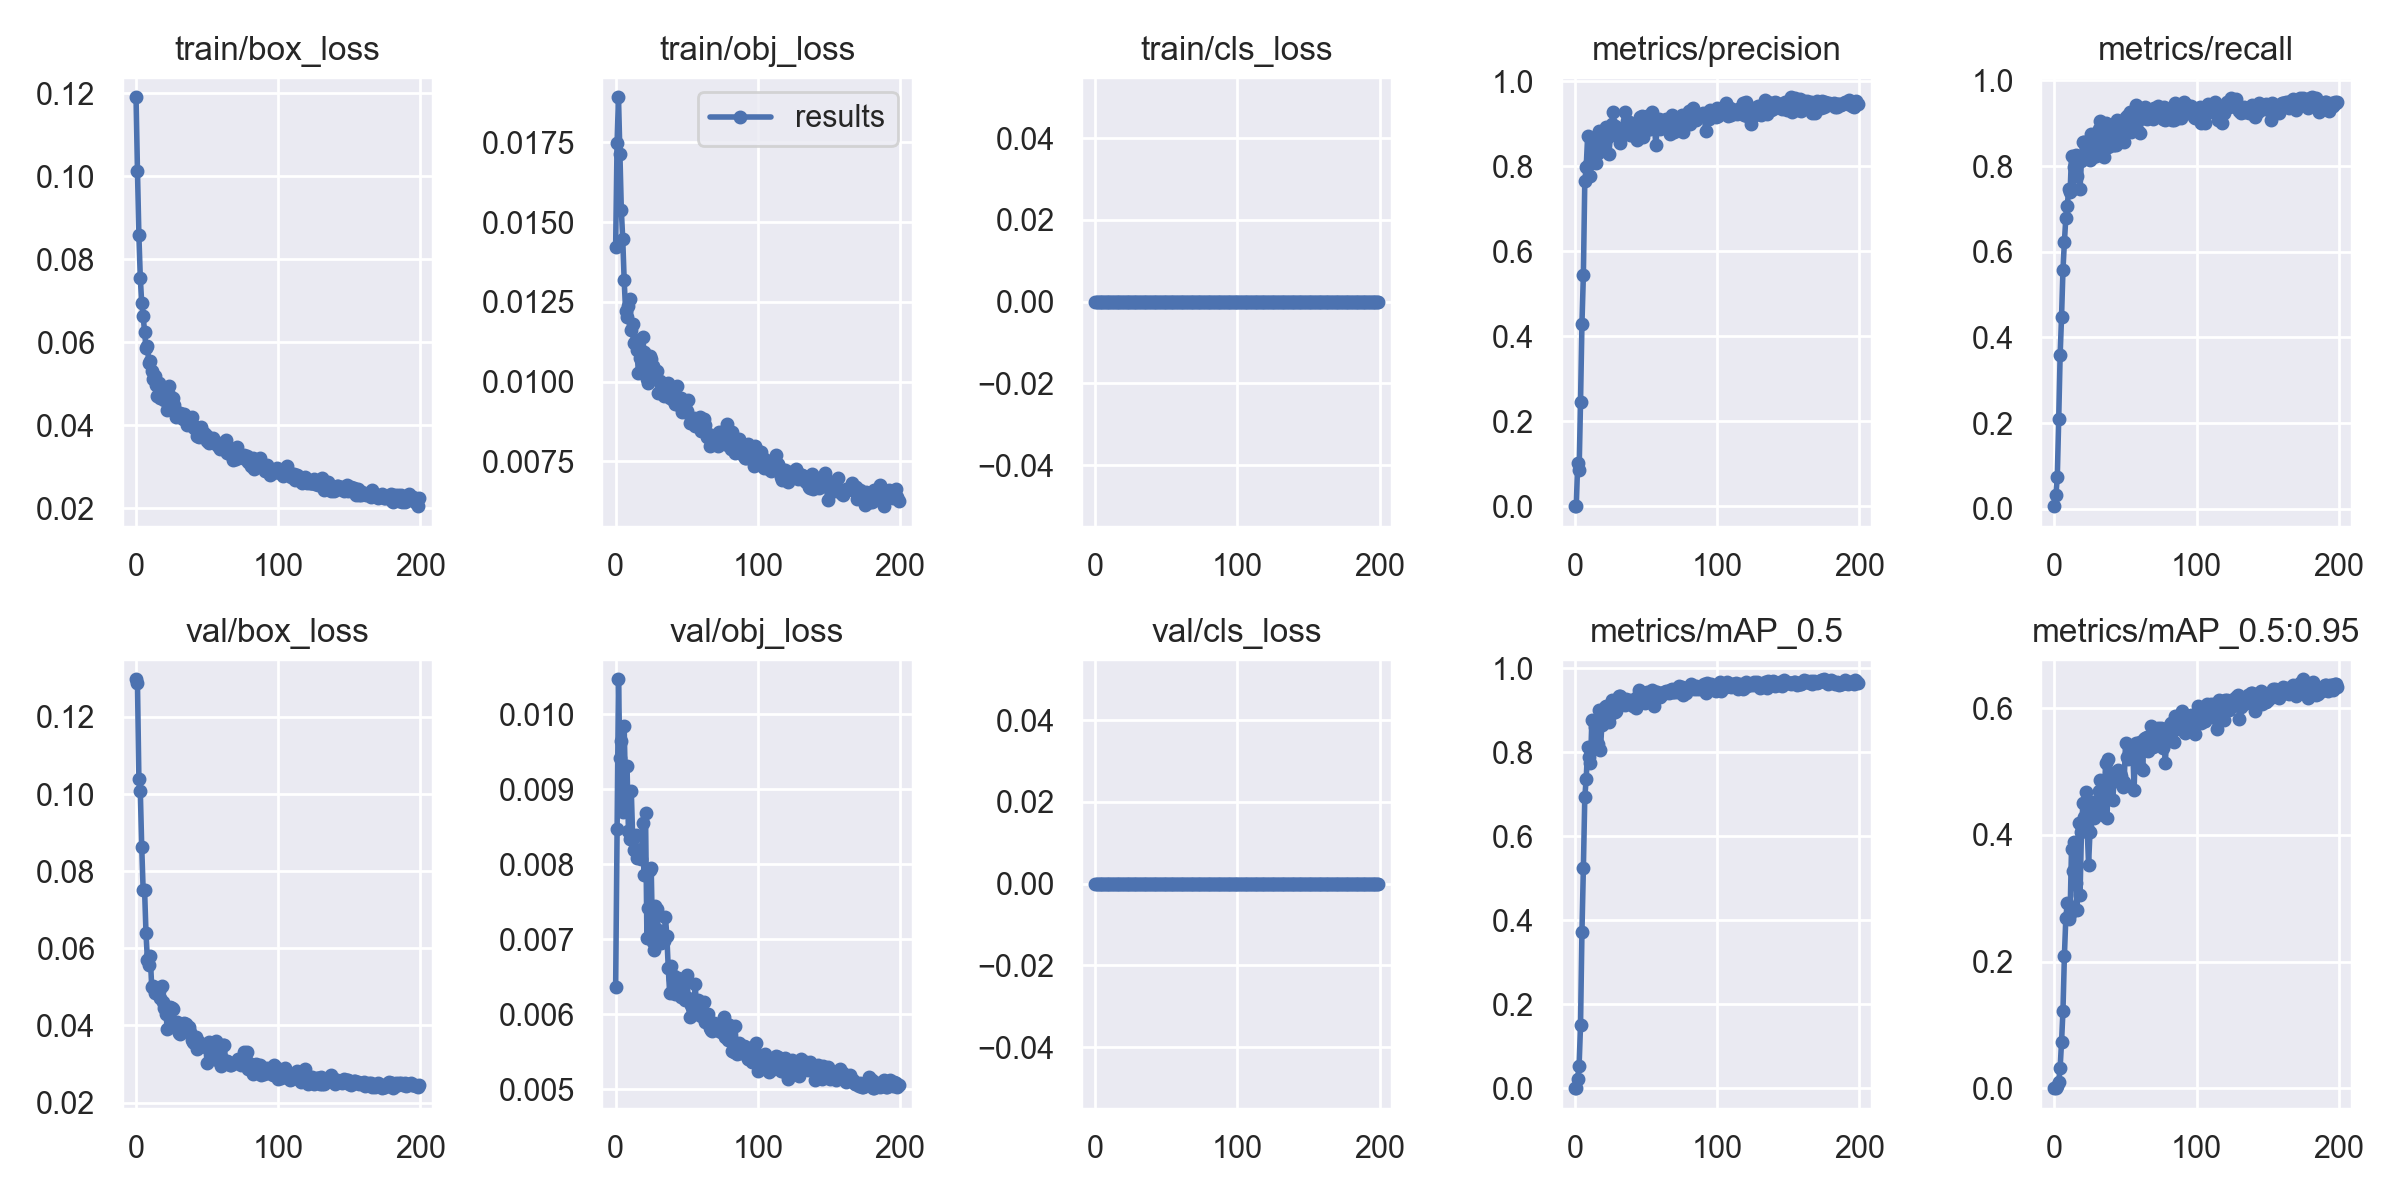 train/box_loss
0.12
0.10
0.08
0.06
0.04
0.02
0 100 200
train/obj_loss
results
0.0175
0.0150
0.0125
0.0100
0.0075
0 100 200
train/cls_loss
0.04
0.02
0.00
−0.02
−0.04
0 100 200
metrics/precision
1.0
0.8
0.6
0.4
0.2
0.0
0 100 200
metrics/recall
1.0
0.8
0.6
0.4
0.2
0.0
0 100 200
val/box_loss
0.12
0.10
0.08
0.06
0.04
0.02
0 100 200
val/obj_loss
0.010
0.009
0.008
0.007
0.006
0.005
0 100 200
val/cls_loss
0.04
0.02
0.00
−0.02
−0.04
0 100 200
metrics/mAP_0.5
1.0
0.8
0.6
0.4
0.2
0.0
0 100 200
metrics/mAP_0.5:0.95
0.6
0.4
0.2
0.0
0 100 200